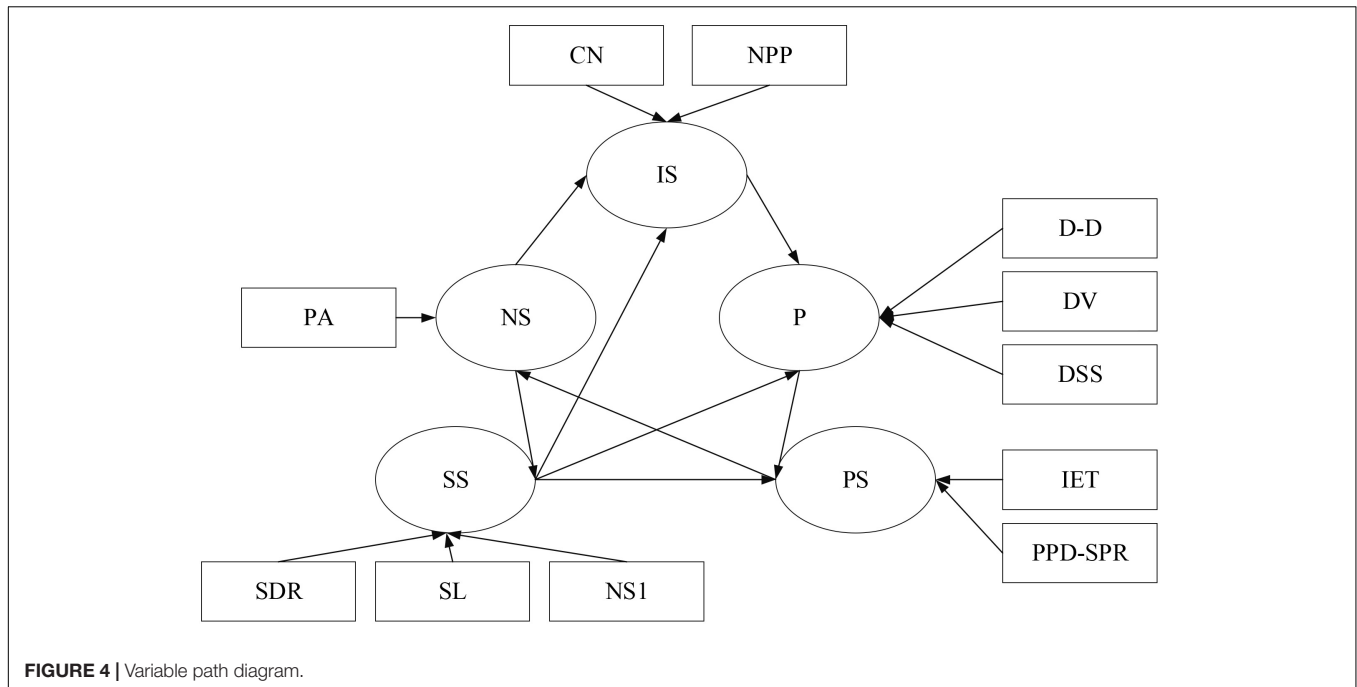 CN
NPP
IS
D-D
PA
NS
P
DV
DSS
SS
PS
IET
PPD-SPR
SDR
SL
NS1
FIGURE 4 | Variable path diagram.